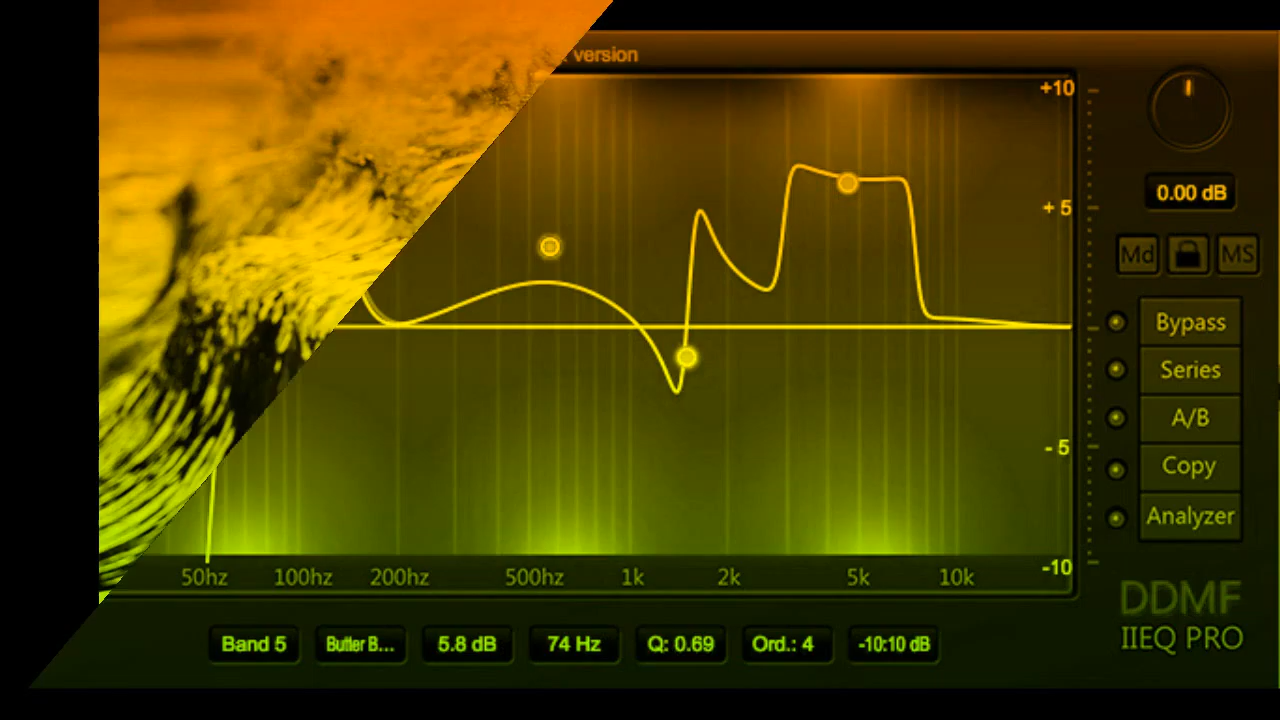 version
+10
0.00 dB
+ 5
Md MS
Bypass
Series
A/B
- 5
Copy
Analyzer
-10
50hz 100hz 200hz 500hz 1k 2k 5k 10k
DDMF
IIEQ PRO
Band 5 Butter B... 5.8 dB 74 Hz Q: 0.69 Ord.: 4 -10:10 dB